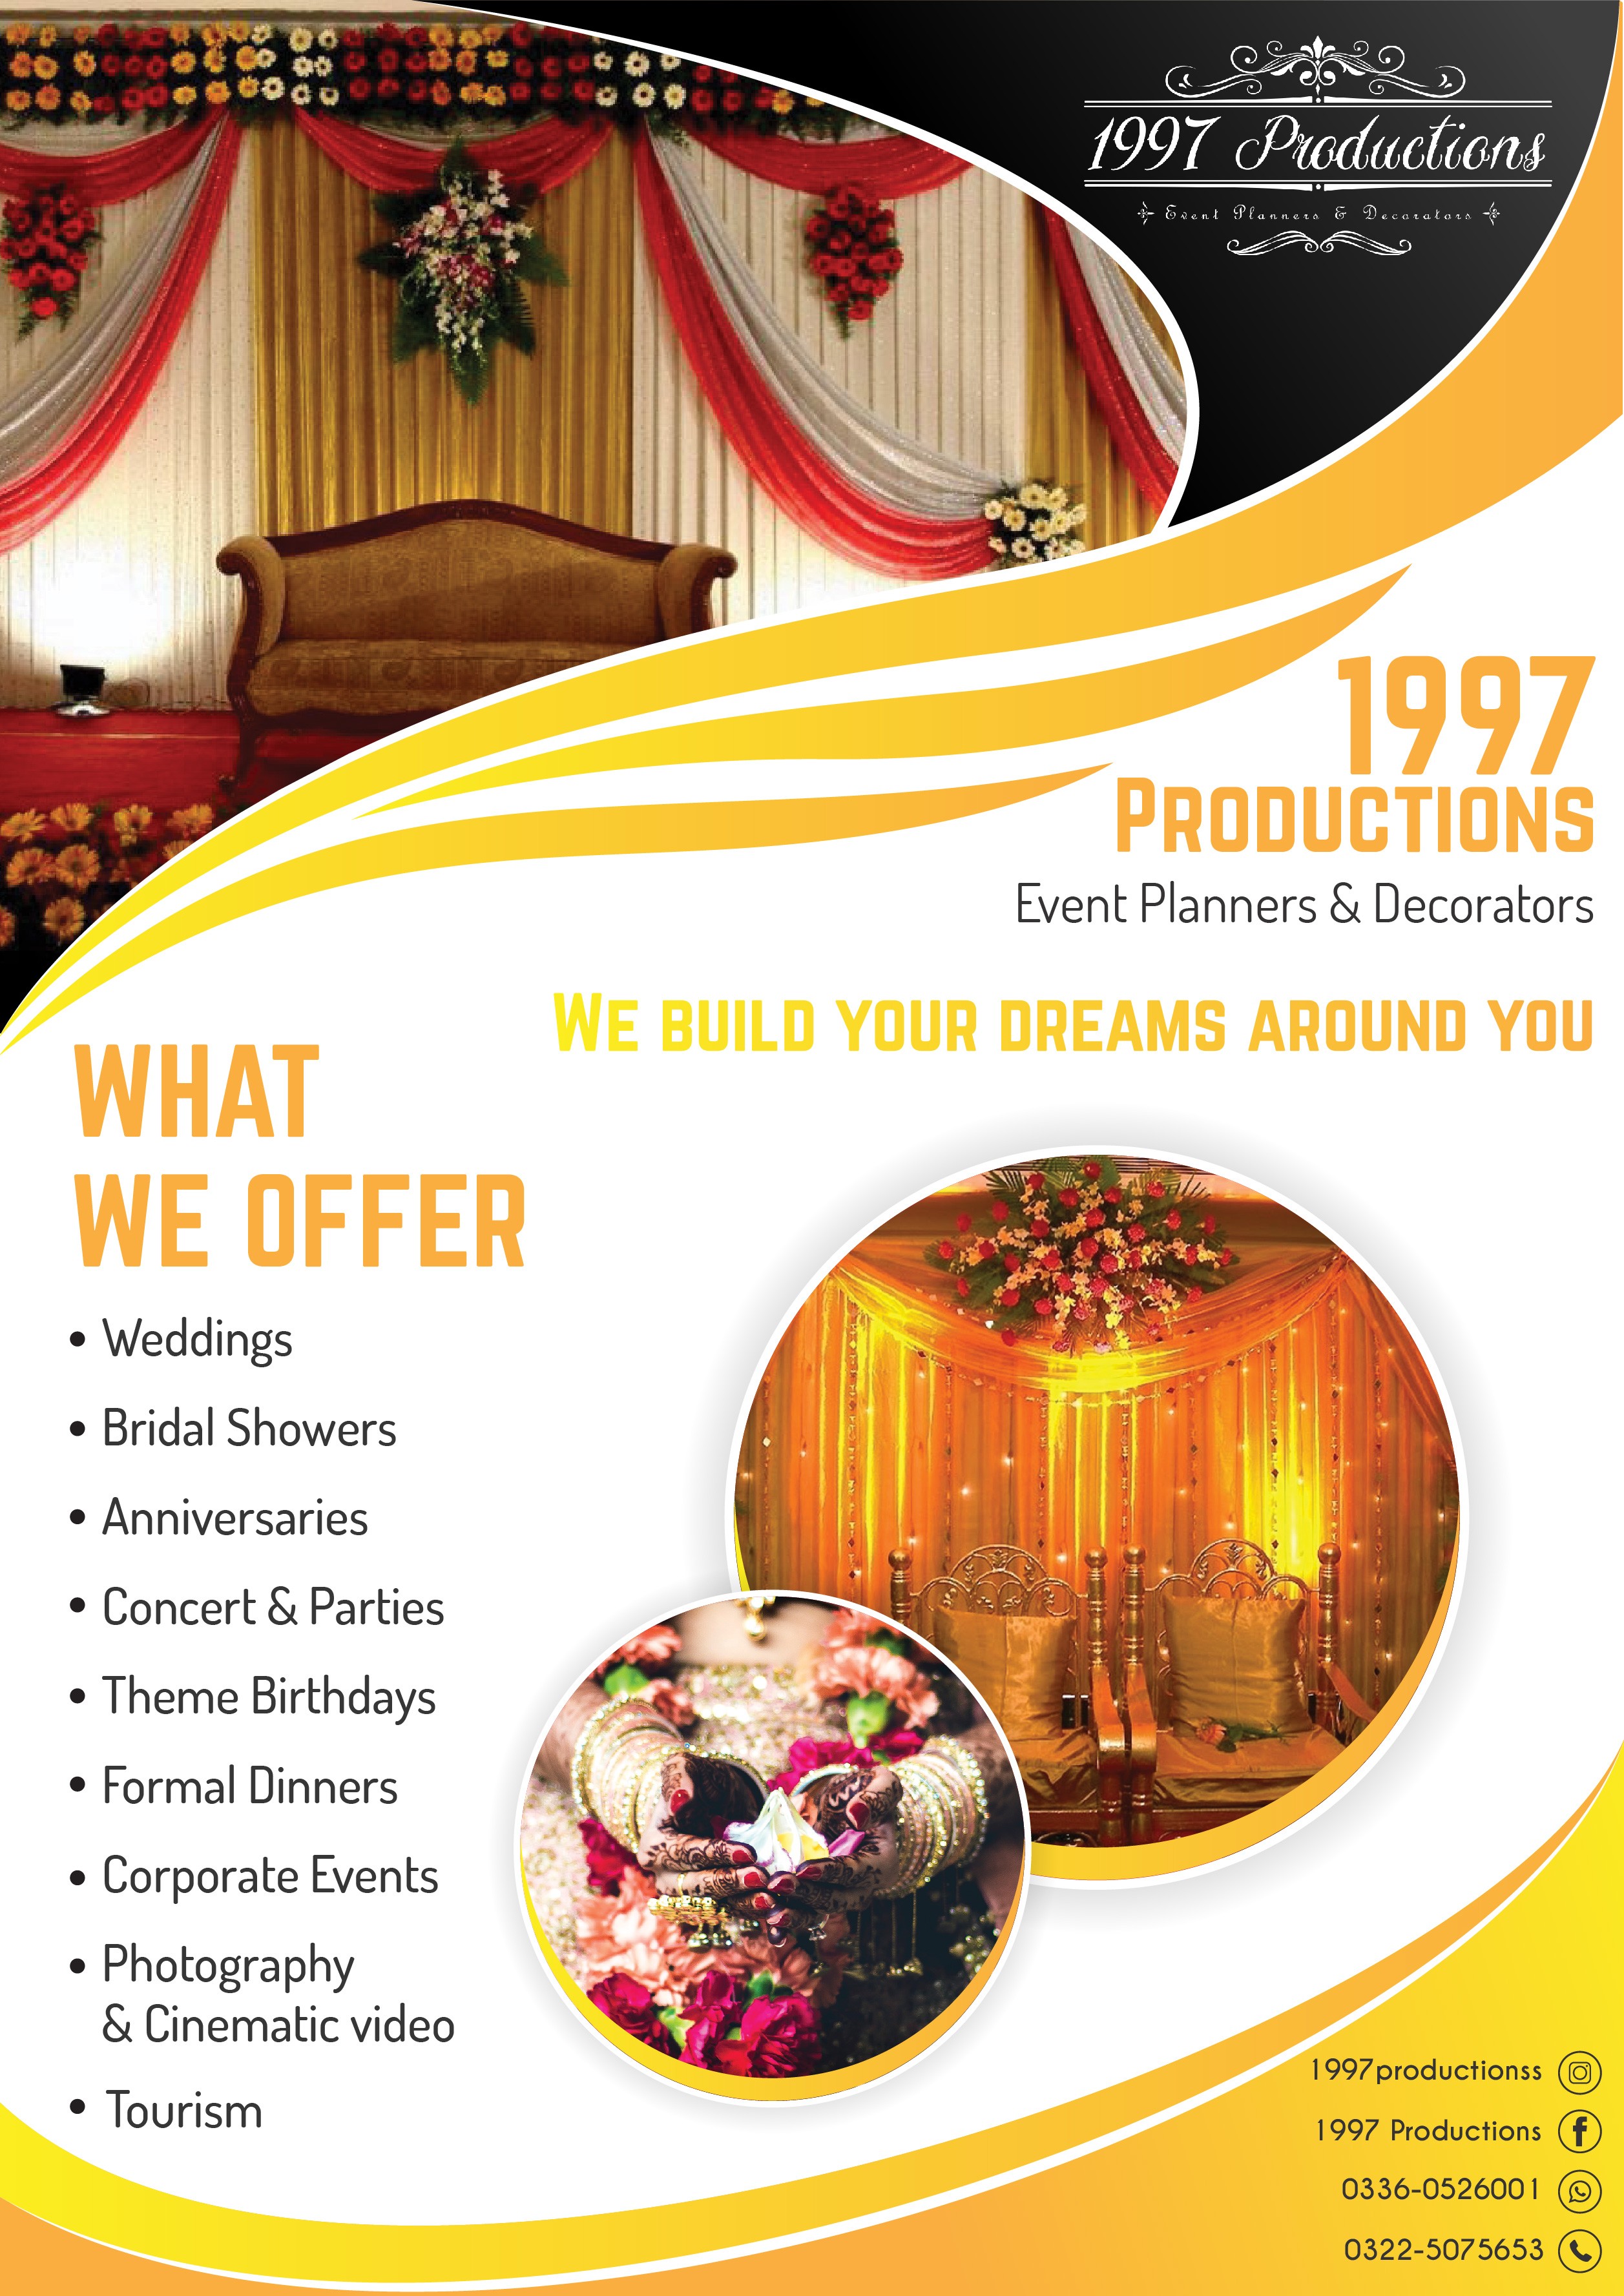 1997 Productions
Event Planners & Decorators
1997
PRODUCTIONS
Event Planners & Decorators
WE BUILD YOUR DREAMS AROUND YOU
WHAT
WE OFFER
• Weddings
• Bridal Showers
• Anniversaries
• Concert & Parties
• Theme Birthdays
• Formal Dinners
• Corporate Events
• Photography
& Cinematic video
• Tourism
1997productionss
1997 Productions
0336-0526001
0322-5075653